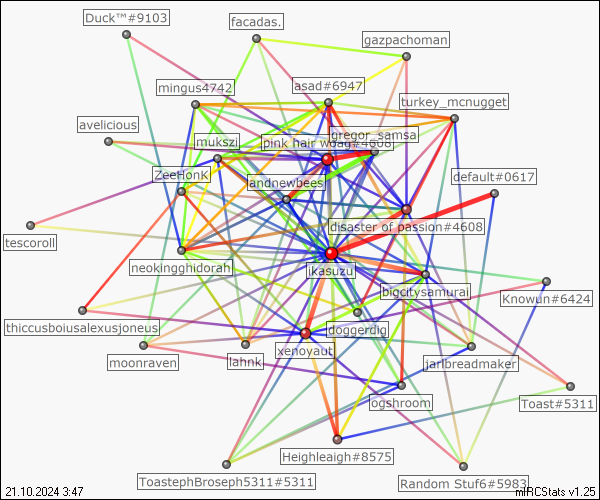 Duck™#9103
facadas.
gazpachoman
mingus4742
asad#6947
turkey_mcnugget
avelicious
mukszi
pink hair woag#4608
gregor_samsa
ZeeHonK
andnewbees
default#0617
disaster of passion#4608
tescoroll
neokingghidorah
ikasuzu
bigcitysamurai
Knowun#6424
thiccusboiusalexusjoneus
doggerdig
moonraven
lahnk
xenoyaut
jarlbreadmaker
ogshroom
Toast#5311
Heighleaigh#8575
ToastephBroseph5311#5311
Random Stuf6#5983
21.10.2024 3:47
mIRCStats v1.25